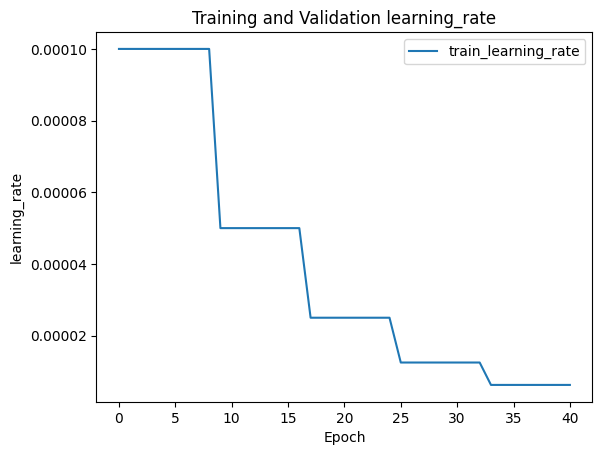 Training and Validation learning_rate
train_learning_rate
0.00010
0.00008
0.00006
0.00004
0.00002
learning_rate
0 5 10 15 20 25 30 35 40
Epoch